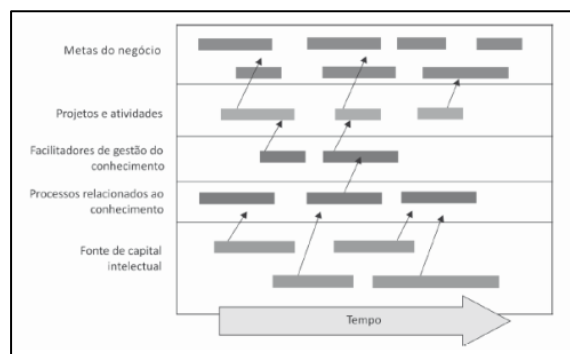 Metas do negócio
Projetos e atividades
Facilitadores de gestão do
conhecimento
Processos relacionados ao
conhecimento
Fonte de capital
intelectual
Tempo